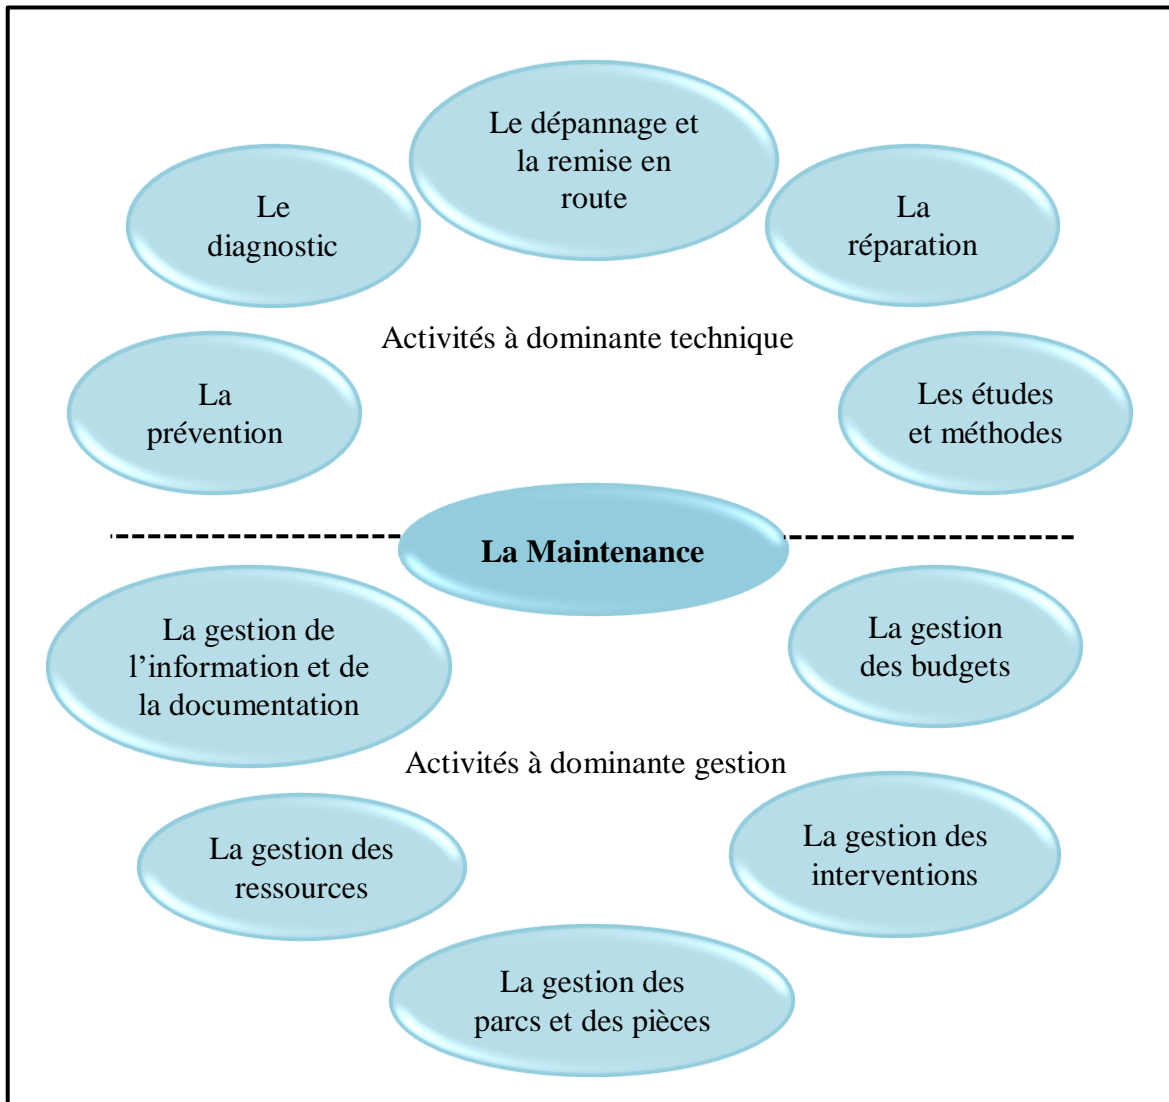 Le dépannage et
la remise en
route
Le
diagnostic
La
réparation
Activités à dominante technique
La
prévention
Les études
et méthodes
La Maintenance
La gestion de
l’information et de
la documentation
La gestion
des budgets
Activités à dominante gestion
La gestion des
ressources
La gestion des
interventions
La gestion des
parcs et des pièces